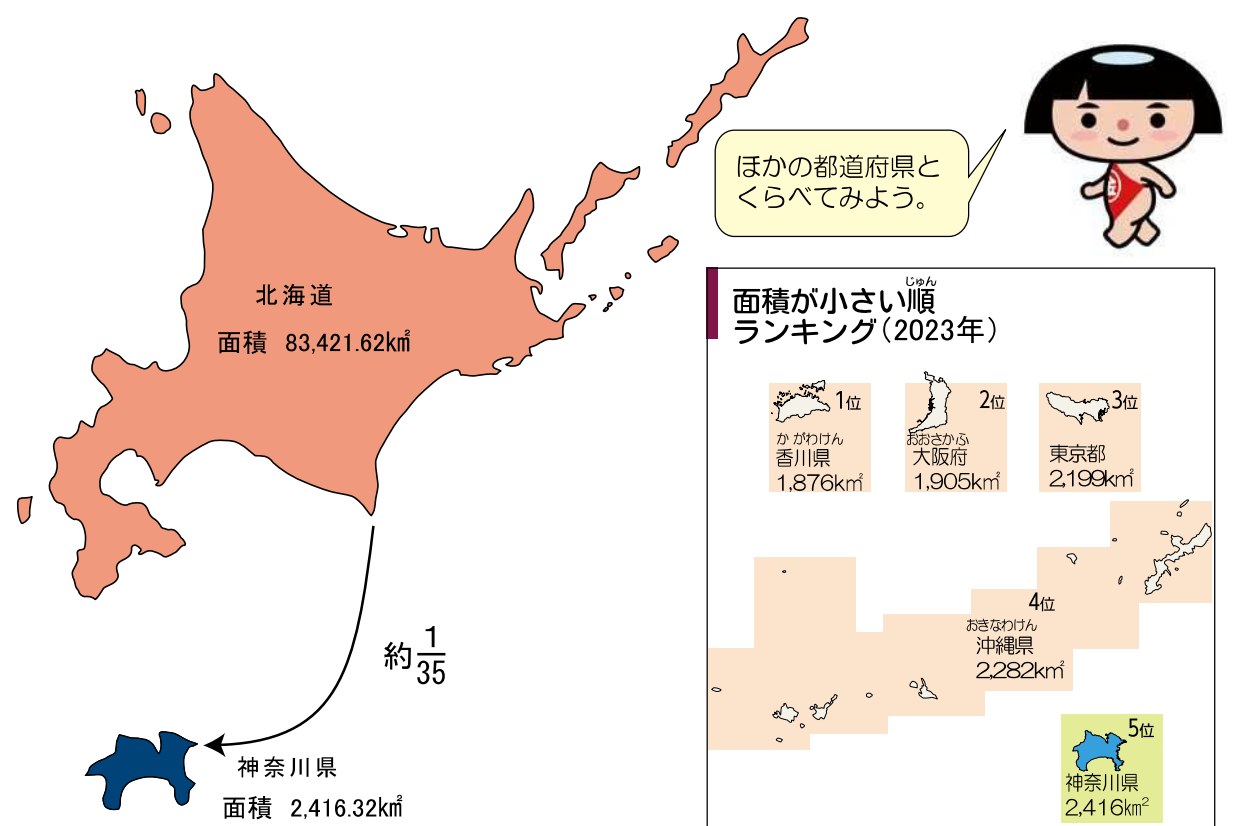 ほかの都道府県と
くらべてみよう。
北海道
面積 83,421.62k㎡
約1/35
神奈川県
面積 2,416.32k㎡
じゅん
面積が小さい順
ランキング(2023年)
1位
か がわけん
香川県
1,876k㎡
2位
おおさかふ
大阪府
1,905k㎡
3位
東京都
2,199k㎡
4位
おきなわけん
沖縄県
2,282k㎡
5位
神奈川県
2,416km²